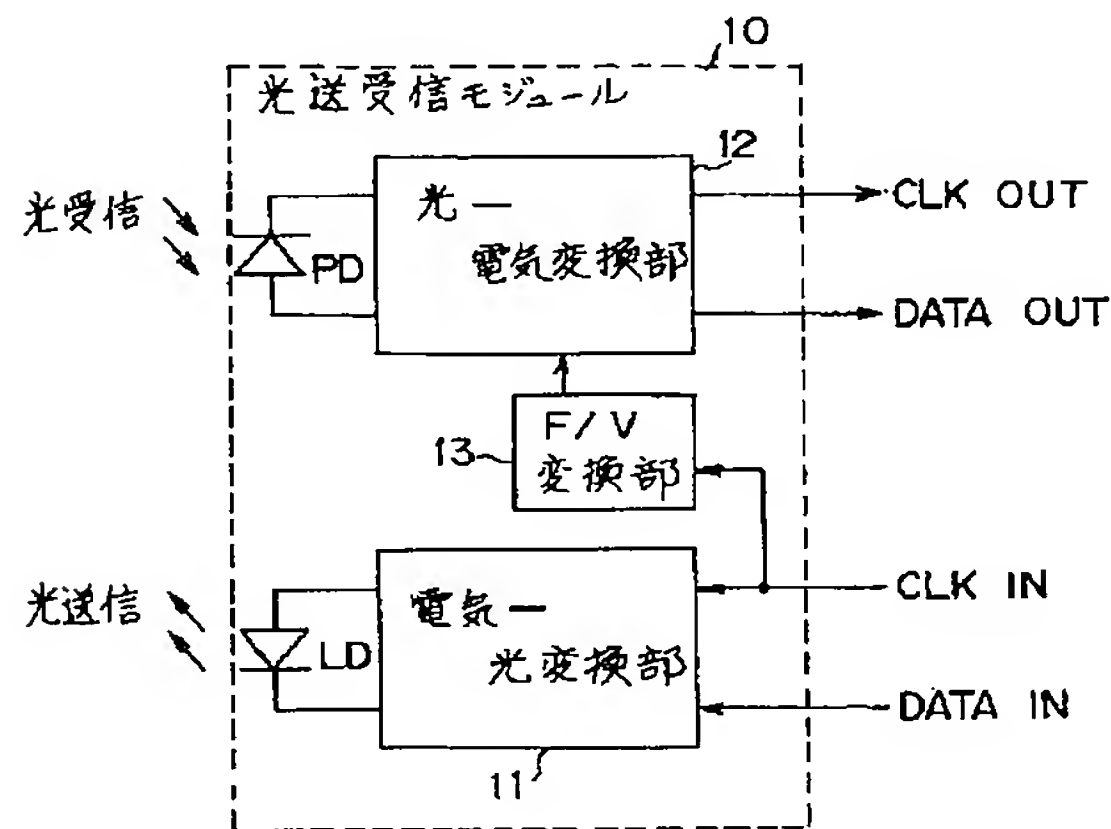 10
光送受信モジュール
12
光受信
PD
光ー
電気変換部
CLK OUT
DATA OUT
13
F/V
変換部
光送信
LD
電気ー
光変換部
CLK IN
DATA IN
11